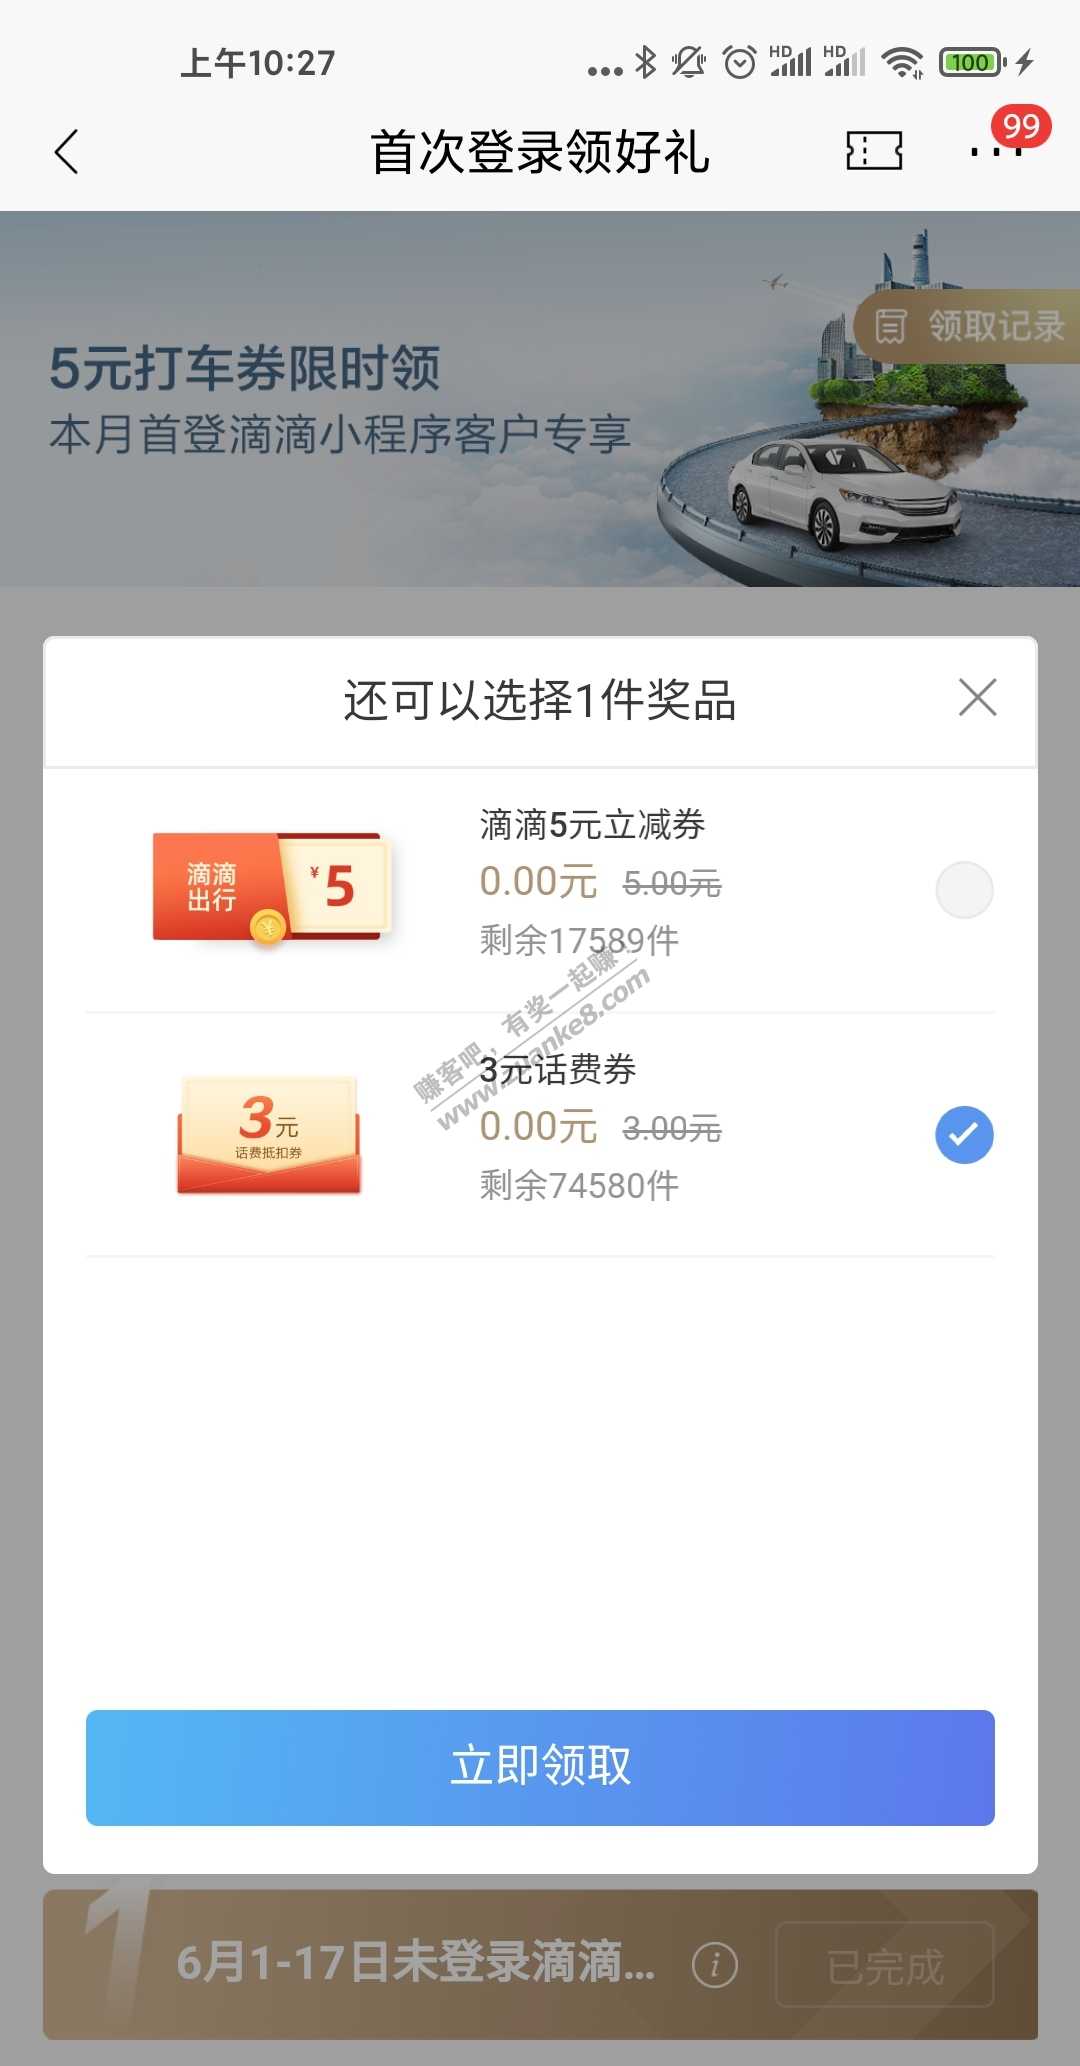 上午10:27
HD
HD
100
首次登录领好礼
99
领取记录
5元打车券限时领
本月首登滴滴小程序客户专享
还可以选择1件奖品
滴滴5元立减券
滴滴
出行
¥5
0.00元 5.00元
剩余17589件
赚客吧，有奖一起赚！
www.zuanke8.com
3元话费券
3元
话费抵扣券
0.00元 3.00元
剩余74580件
立即领取
1
6月1-17日未登录滴滴...
i
已完成